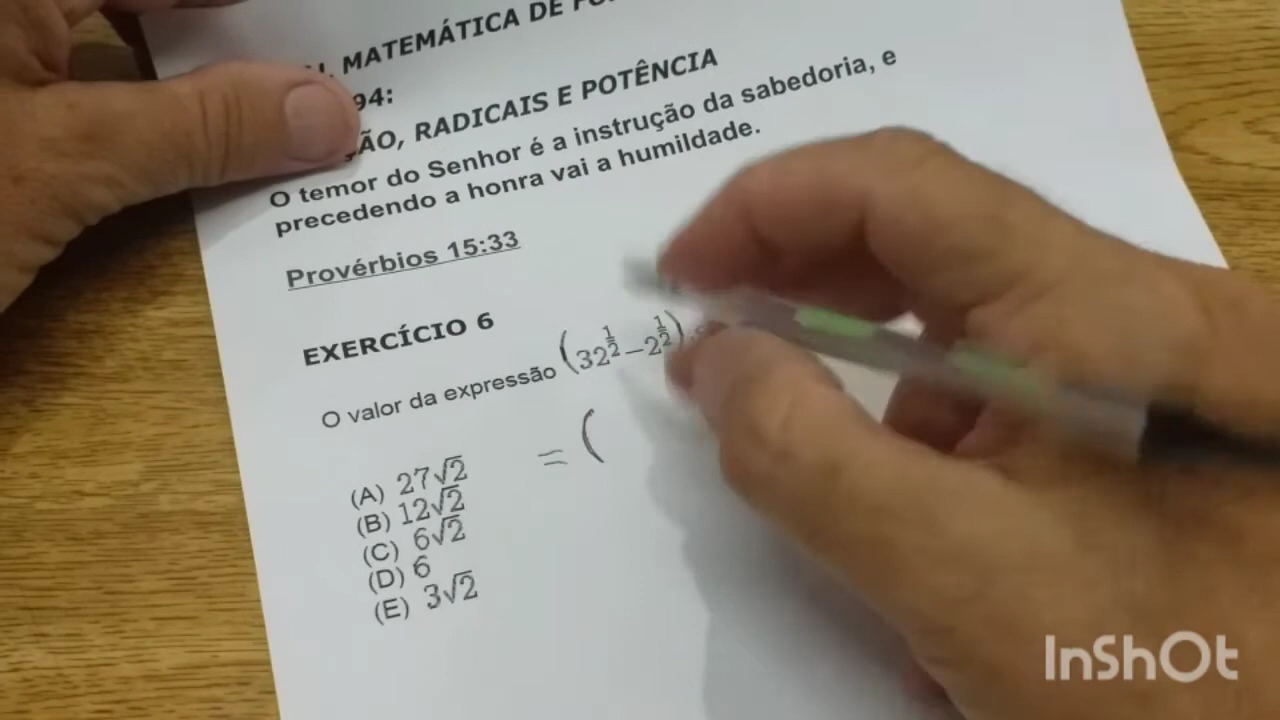 MATEMÁTICA DE
94:
ÇÃO, RADICAIS E POTÊNCIA
O temor do Senhor é a instrução da sabedoria, e
precedendo a honra vai a humildade.
Provérbios 15:33
EXERCÍCIO 6
O valor da expressão (32^{1/2} – 2^{1/2})
= (
(A) 27√2
(B) 12√2
(C) 6√2
(D) 6
(E) 3√2
InShOt